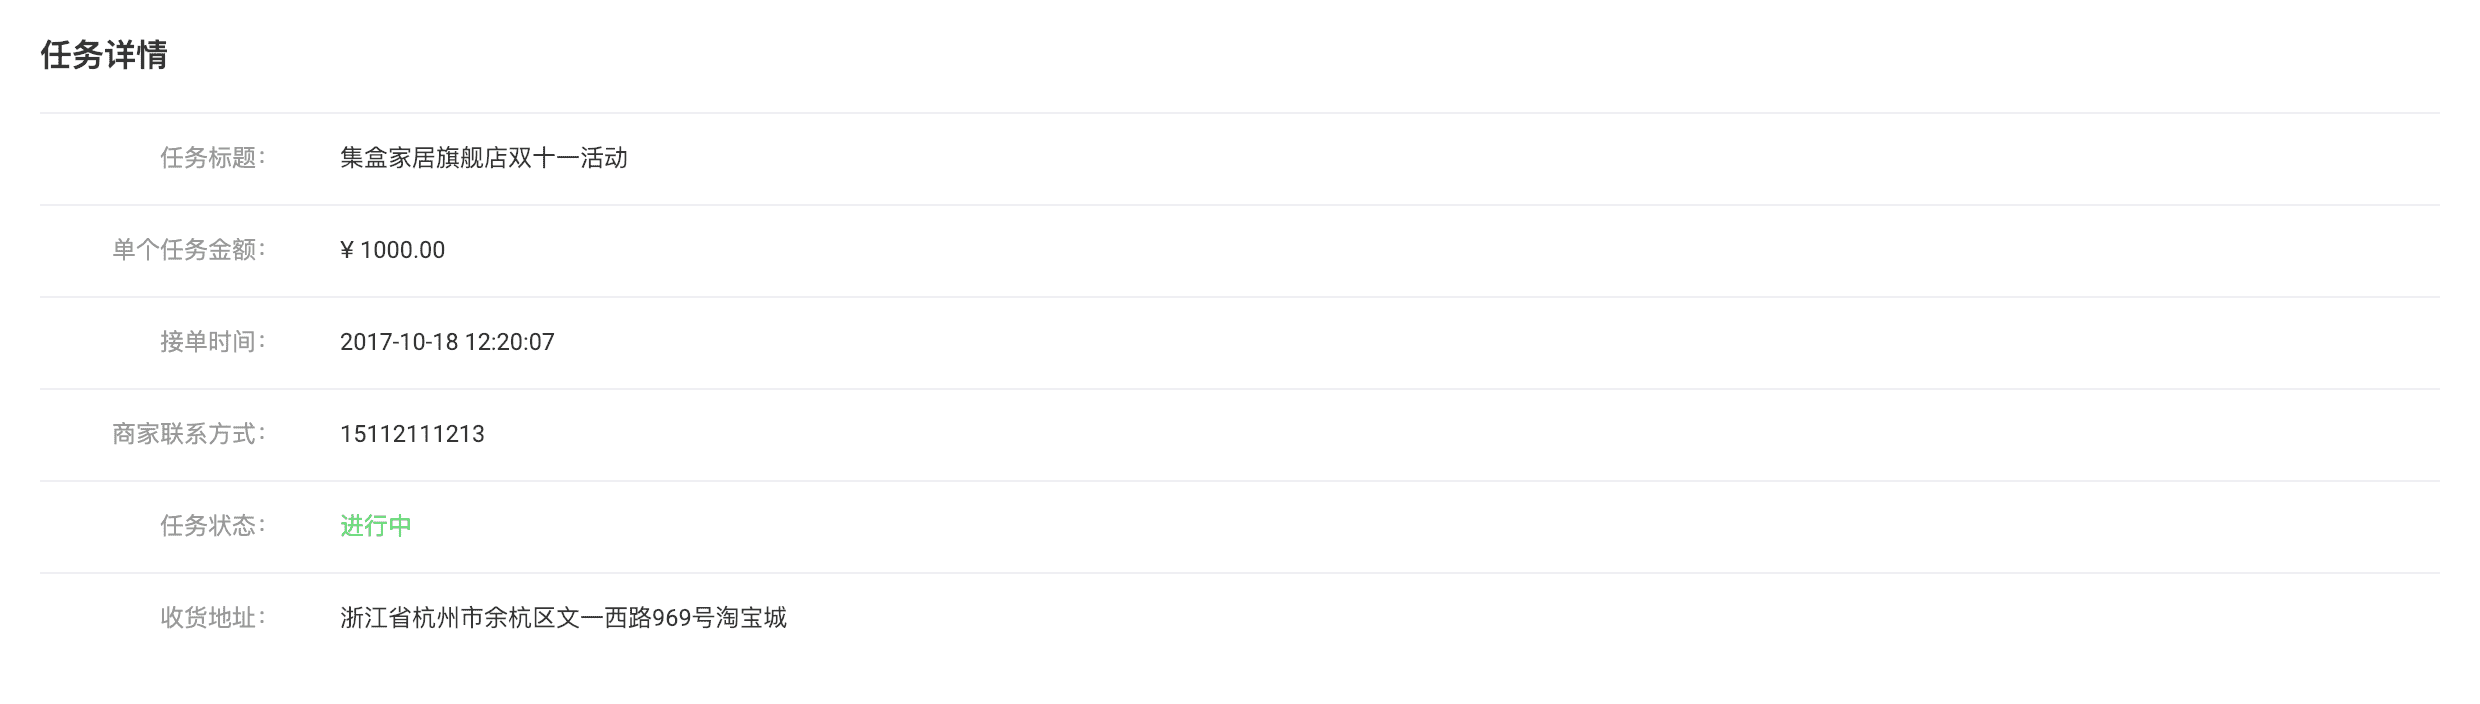 任务详情
任务标题： 集盒家居旗舰店双十一活动
单个任务金额： ¥ 1000.00
接单时间： 2017-10-18 12:20:07
商家联系方式： 15112111213
任务状态： 进行中
收货地址： 浙江省杭州市余杭区文一西路969号淘宝城